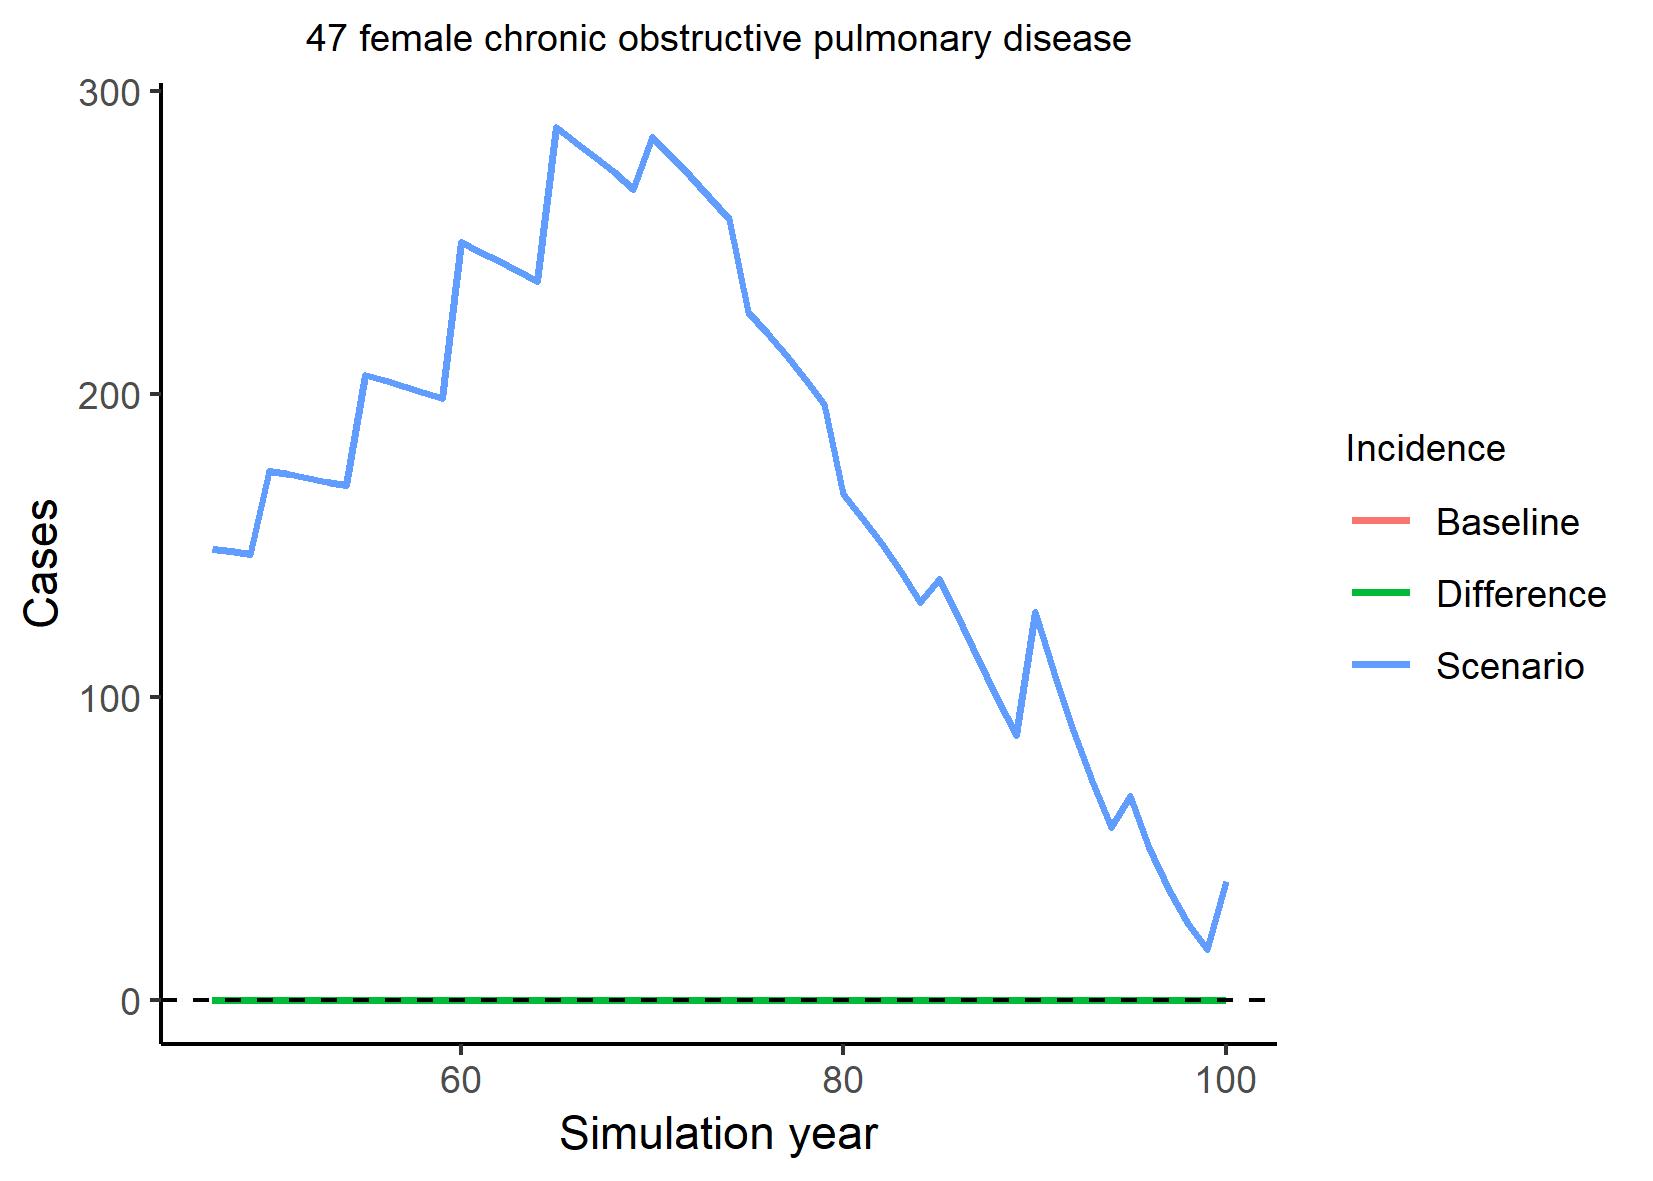 47 female chronic obstructive pulmonary disease
300
200
100
0
Cases
60 80 100
Simulation year
Incidence
Baseline
Difference
Scenario